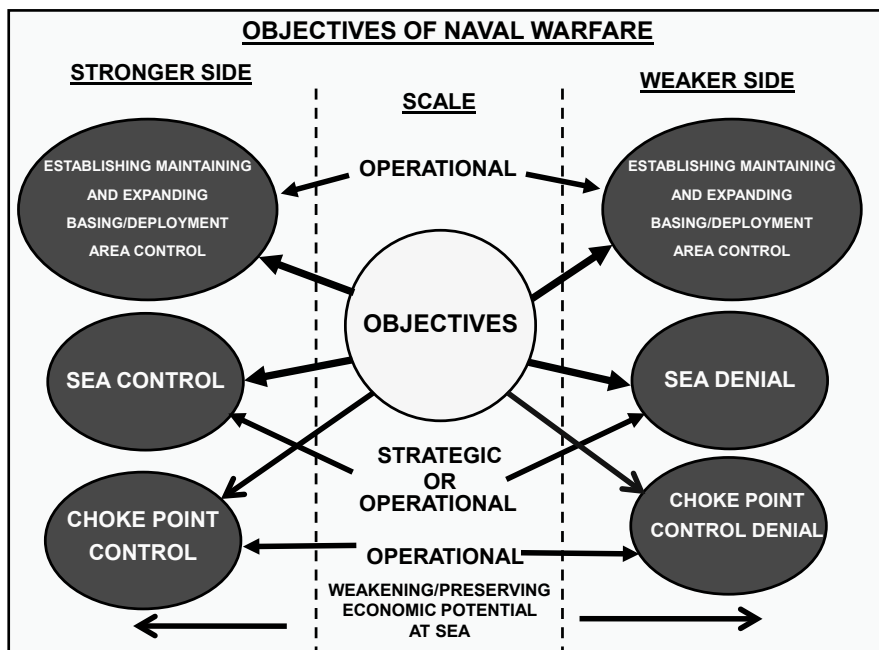 OBJECTIVES OF NAVAL WARFARE
STRONGER SIDE
SCALE
WEAKER SIDE
ESTABLISHING MAINTAINING
AND EXPANDING
BASING/DEPLOYMENT
AREA CONTROL
OPERATIONAL
ESTABLISHING MAINTAINING
AND EXPANDING
BASING/DEPLOYMENT
AREA CONTROL
OBJECTIVES
SEA CONTROL
SEA DENIAL
STRATEGIC
OR
OPERATIONAL
CHOKE POINT
CONTROL
CHOKE POINT
CONTROL DENIAL
OPERATIONAL
WEAKENING/PRESERVING
ECONOMIC POTENTIAL
AT SEA